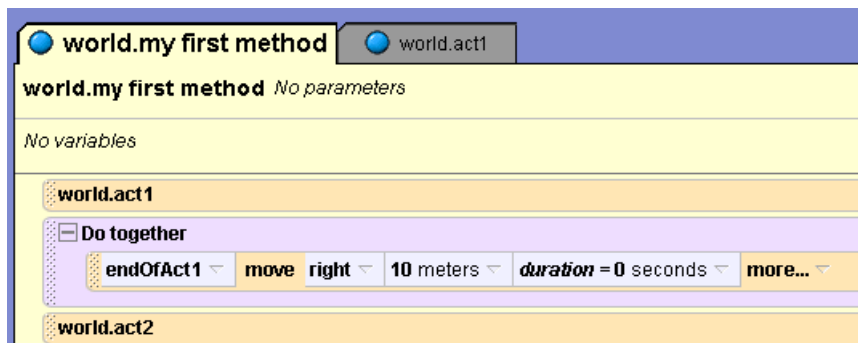 world.my first method world.act1
world.my first method No parameters
No variables
world.act1
Do together
endOfAct1 move right 10 meters duration = 0 seconds more...
world.act2